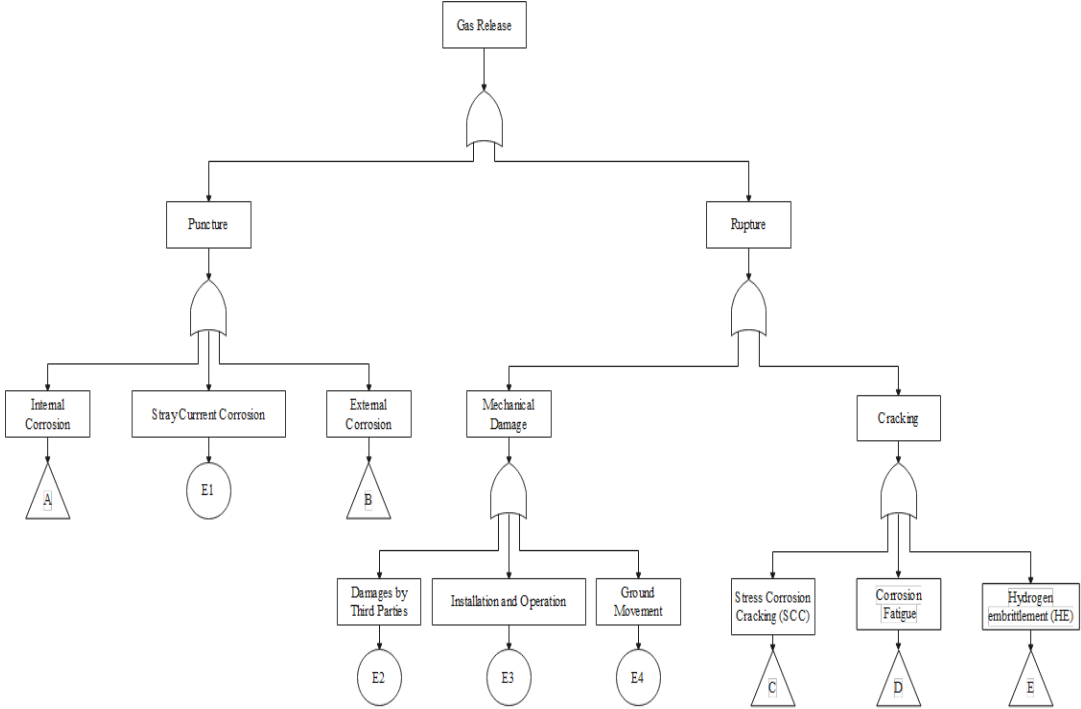 Gas Release
Puncture
Rupture
Internal
Corrosion
Stray Currrent Corrosion
External
Corrosion
Mechanical
Damage
Cracking
A
E1
B
Damages by
Third Parties
Installation and Operation
Ground
Movement
Stress Corrosion
Cracking (SCC)
Corrosion
Fatigue
Hydrogen
embrittlement (HE)
E2
E3
E4
C
D
E